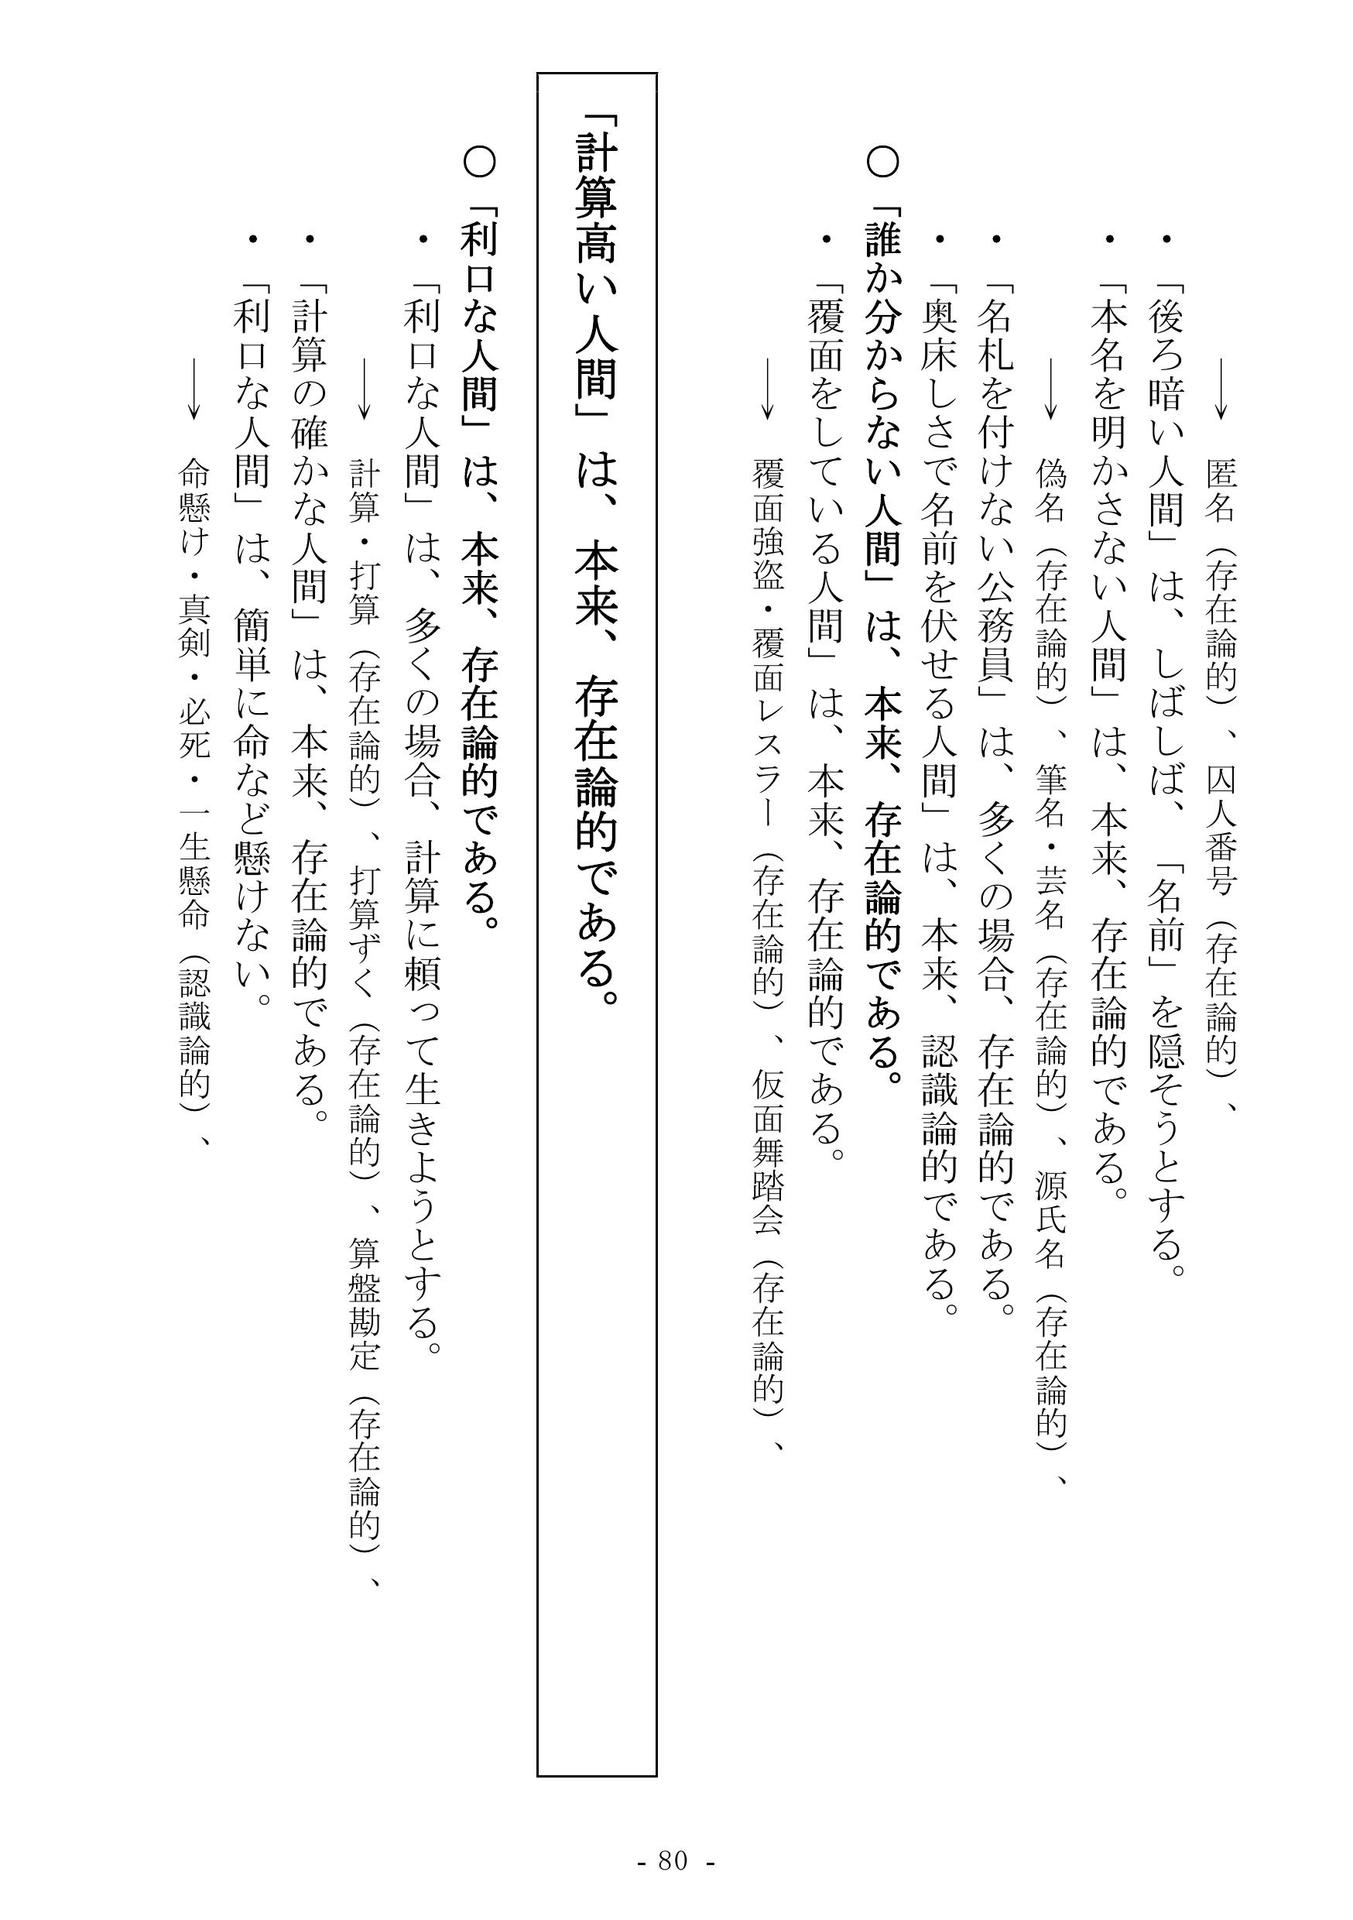 → 匿名（存在論的）、囚人番号（存在論的）、
・「後ろ暗い人間」は、しばしば、「名前」を隠そうとする。
・「本名を明かさない人間」は、本来、存在論的である。
→ 偽名（存在論的）、筆名・芸名（存在論的）、源氏名（存在論的）、
・「名札を付けない公務員」は、多くの場合、存在論的である。
・「奥床しさで名前を伏せる人間」は、本来、認識論的である。
○「誰か分からない人間」は、本来、存在論的である。
・「覆面をしている人間」は、本来、存在論的である。
→ 覆面強盗・覆面レスラー（存在論的）、仮面舞踏会（存在論的）、
「計算高い人間」は、本来、存在論的である。
○「利口な人間」は、本来、存在論的である。
・「利口な人間」は、多くの場合、計算に頼って生きようとする。
→ 計算・打算（存在論的）、打算ずく（存在論的）、算盤勘定（存在論的）、
・「計算の確かな人間」は、本来、存在論的である。
・「利口な人間」は、簡単に命など懸けない。
→ 命懸け・真剣・必死・一生懸命（認識論的）、
- 80 -